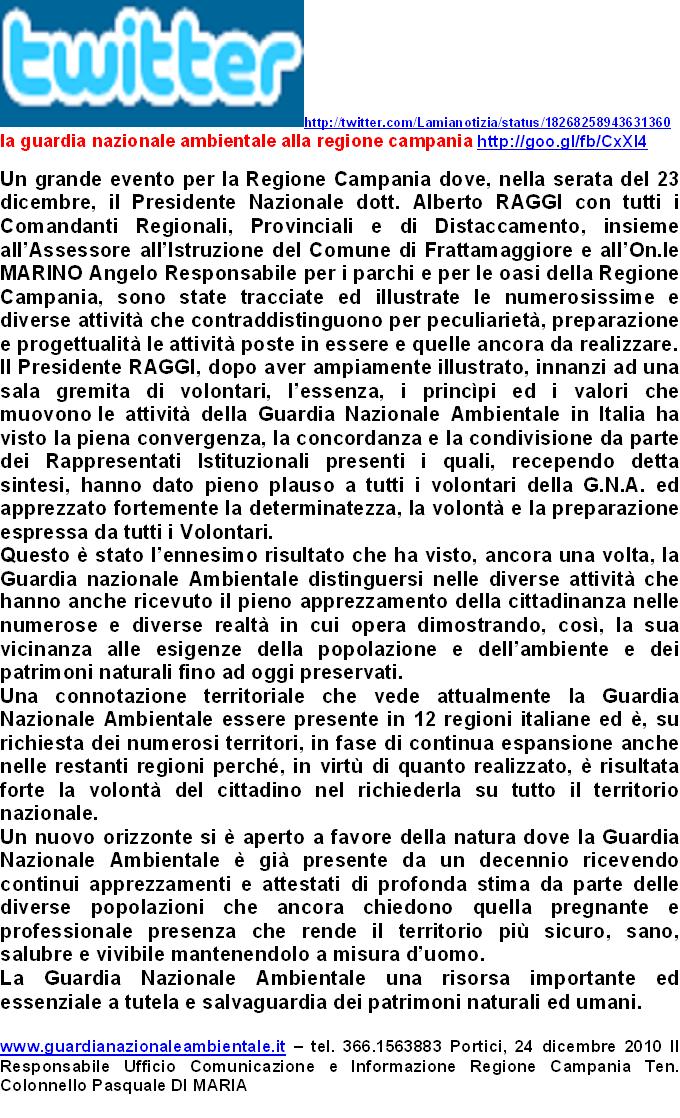 twitter
http://twitter.com/Lamianotizia/status/18268258943631360
la guardia nazionale ambientale alla regione campania http://goo.gl/fb/CxXI4
Un grande evento per la Regione Campania dove, nella serata del 23
dicembre, il Presidente Nazionale dott. Alberto RAGGI con tutti i
Comandanti Regionali, Provinciali e di Distaccamento, insieme
all'Assessore all'Istruzione del Comune di Frattamaggiore e all'On.le
MARINO Angelo Responsabile per i parchi e per le oasi della Regione
Campania, sono state tracciate ed illustrate le numerosissime e
diverse attività che contraddistinguono per peculiarietà, preparazione
e progettualità le attività poste in essere e quelle ancora da realizzare.
Il Presidente RAGGI, dopo aver ampiamente illustrato, innanzi ad una
sala gremita di volontari, l'essenza, i princìpi ed i valori che
muovono le attività della Guardia Nazionale Ambientale in Italia ha
visto la piena convergenza, la concordanza e la condivisione da parte
dei Rappresentati Istituzionali presenti i quali, recependo detta
sintesi, hanno dato pieno plauso a tutti i volontari della G.N.A. ed
apprezzato fortemente la determinatezza, la volontà e la preparazione
espressa da tutti i Volontari.
Questo è stato l'ennesimo risultato che ha visto, ancora una volta, la
Guardia nazionale Ambientale distinguersi nelle diverse attività che
hanno anche ricevuto il pieno apprezzamento della cittadinanza nelle
numerose e diverse realtà in cui opera dimostrando, così, la sua
vicinanza alle esigenze della popolazione e dell'ambiente e dei
patrimoni naturali fino ad oggi preservati.
Una connotazione territoriale che vede attualmente la Guardia
Nazionale Ambientale essere presente in 12 regioni italiane ed è, su
richiesta dei numerosi territori, in fase di continua espansione anche
nelle restanti regioni perché, in virtù di quanto realizzato, è risultata
forte la volontà del cittadino nel richiederla su tutto il territorio
nazionale.
Un nuovo orizzonte si è aperto a favore della natura dove la Guardia
Nazionale Ambientale è già presente da un decennio ricevendo
continui apprezzamenti e attestati di profonda stima da parte delle
diverse popolazioni che ancora chiedono quella pregnante e
professionale presenza che rende il territorio più sicuro, sano,
salubre e vivibile mantenendolo a misura d'uomo.
La Guardia Nazionale Ambientale una risorsa importante ed
essenziale a tutela e salvaguardia dei patrimoni naturali ed umani.
www.guardianazionaleambientale.it – tel. 366.1563883 Portici, 24 dicembre 2010 Il
Responsabile Ufficio Comunicazione e Informazione Regione Campania Ten.
Colonnello Pasquale DI MARIA